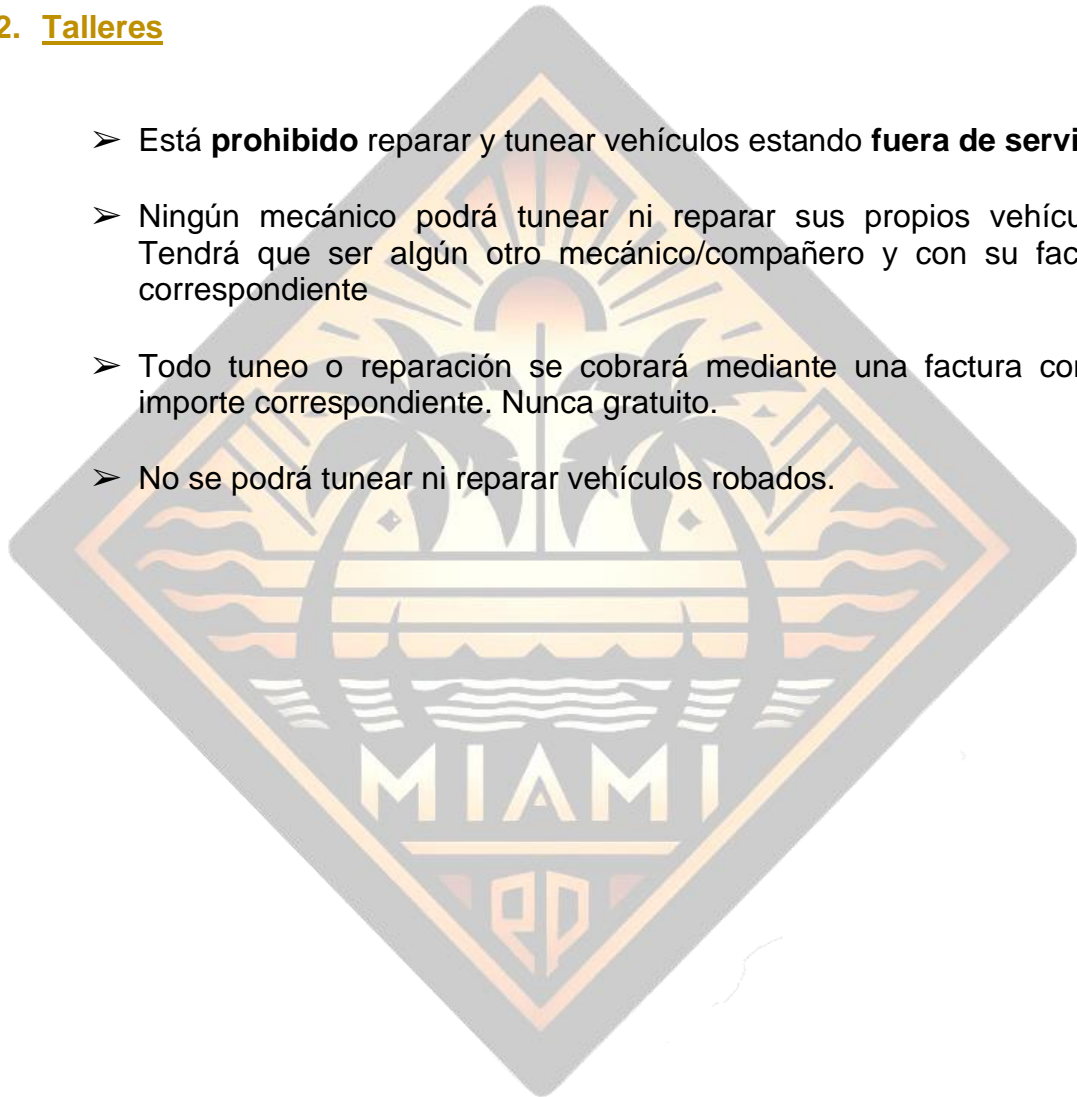 2. Talleres
➢ Está prohibido reparar y tunear vehículos estando fuera de servi
➢ Ningún mecánico podrá tunear ni reparar sus propios vehícu
Tendrá que ser algún otro mecánico/compañero y con su fac
correspondiente
➢ Todo tuneo o reparación se cobrará mediante una factura con
importe correspondiente. Nunca gratuito.
➢ No se podrá tunear ni reparar vehículos robados.
MIAMI
RP